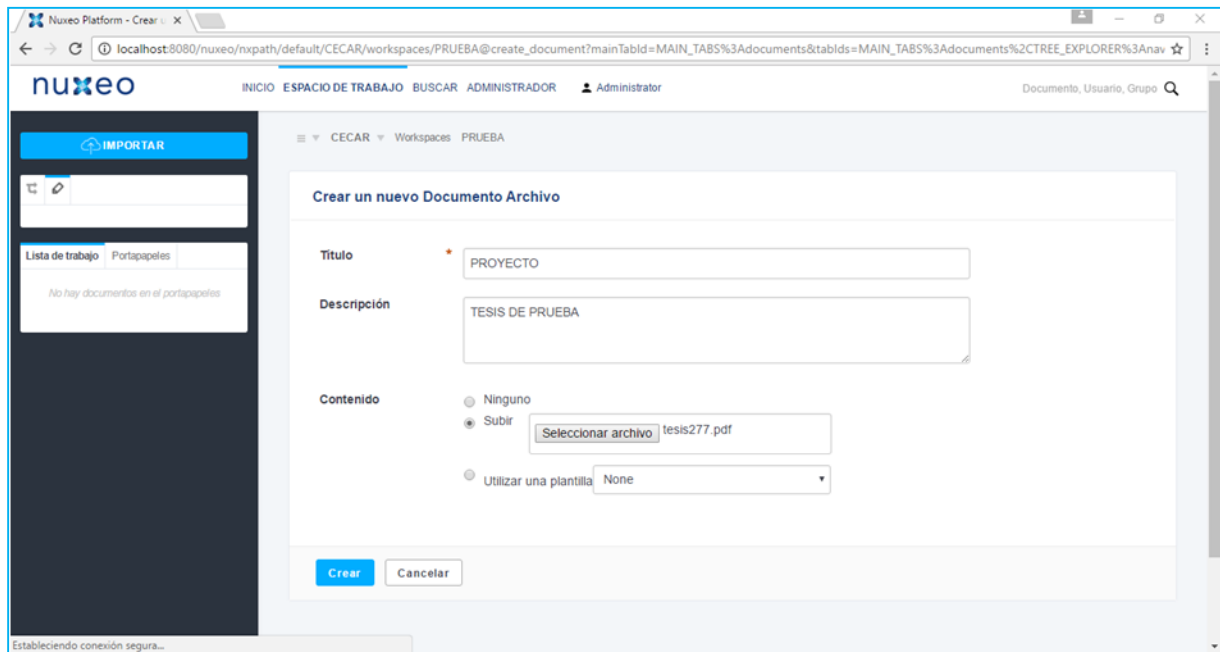 Nuxeo Platform - Crear u
localhost:8080/nuxeo/nxpath/default/CECAR/workspaces/PRUEBA@create_document?mainTabId=MAIN_TABS%3Adocuments&tabIds=MAIN_TABS%3Adocuments%2CTREE_EXPLORER%3Anav
nuxeo INICIO ESPACIO DE TRABAJO BUSCAR ADMINISTRADOR Administrator Documento, Usuario, Grupo
IMPORTAR
CECAR Workspaces PRUEBA
Lista de trabajo Portapapeles
No hay documentos en el portapapeles
Crear un nuevo Documento Archivo
Título * PROYECTO
Descripción TESIS DE PRUEBA
Contenido Ninguno
Subir Seleccionar archivo tesis277.pdf
Utilizar una plantilla None
Crear Cancelar
Estableciendo conexión segura...